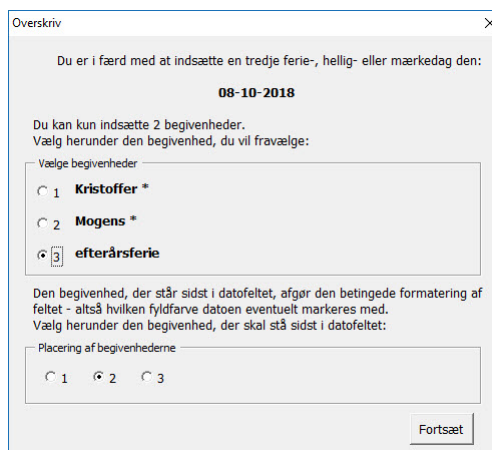 Overskriv
Du er i færd med at indsætte en tredje ferie-, hellig- eller mærkedag den:
08-10-2018
Du kan kun indsætte 2 begivenheder.
Vælg herunder den begivenhed, du vil fravælge:
Vælge begivenheder
1 Kristoffer *
2 Mogens *
3 efterårsferie
Den begivenhed, der står sidst i datofeltet, afgør den betingede formatering af
feltet - altså hvilken fyldfarve datoen eventuelt markeres med.
Vælg herunder den begivenhed, der skal stå sidst i datofeltet:
Placering af begivenhederne
1 2 3
Fortsæt